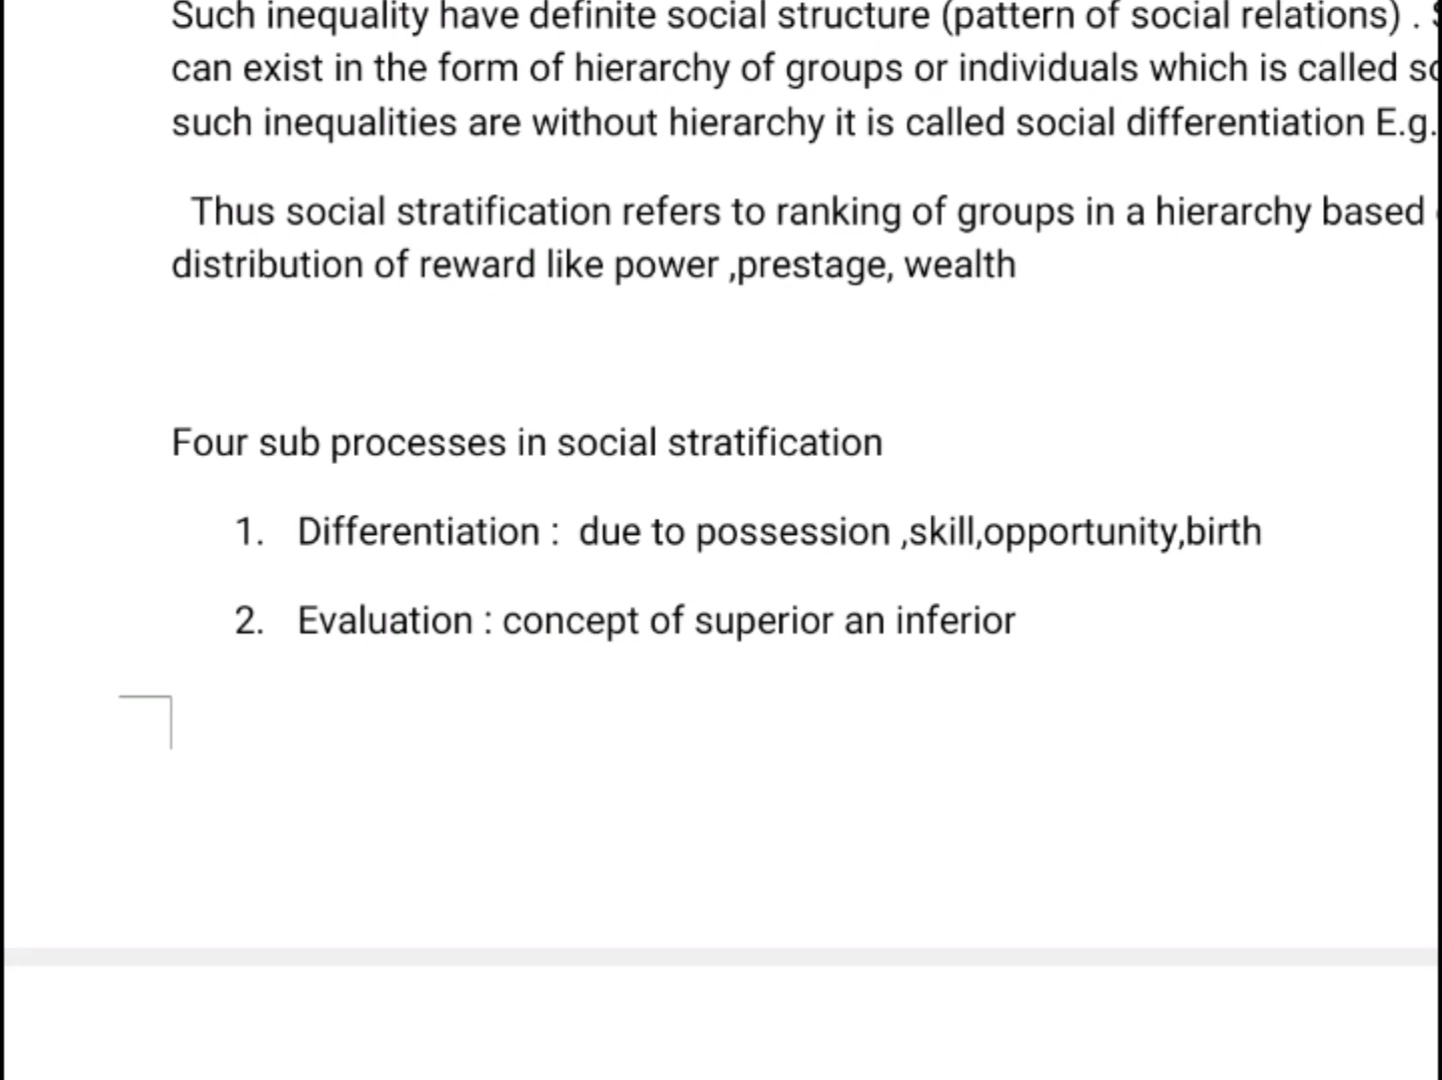 Such inequality have definite social structure (pattern of social relations) .
can exist in the form of hierarchy of groups or individuals which is called
such inequalities are without hierarchy it is called social differentiation E.g.
Thus social stratification refers to ranking of groups in a hierarchy based
distribution of reward like power ,prestage, wealth
Four sub processes in social stratification
1. Differentiation : due to possession ,skill,opportunity,birth
2. Evaluation : concept of superior an inferior